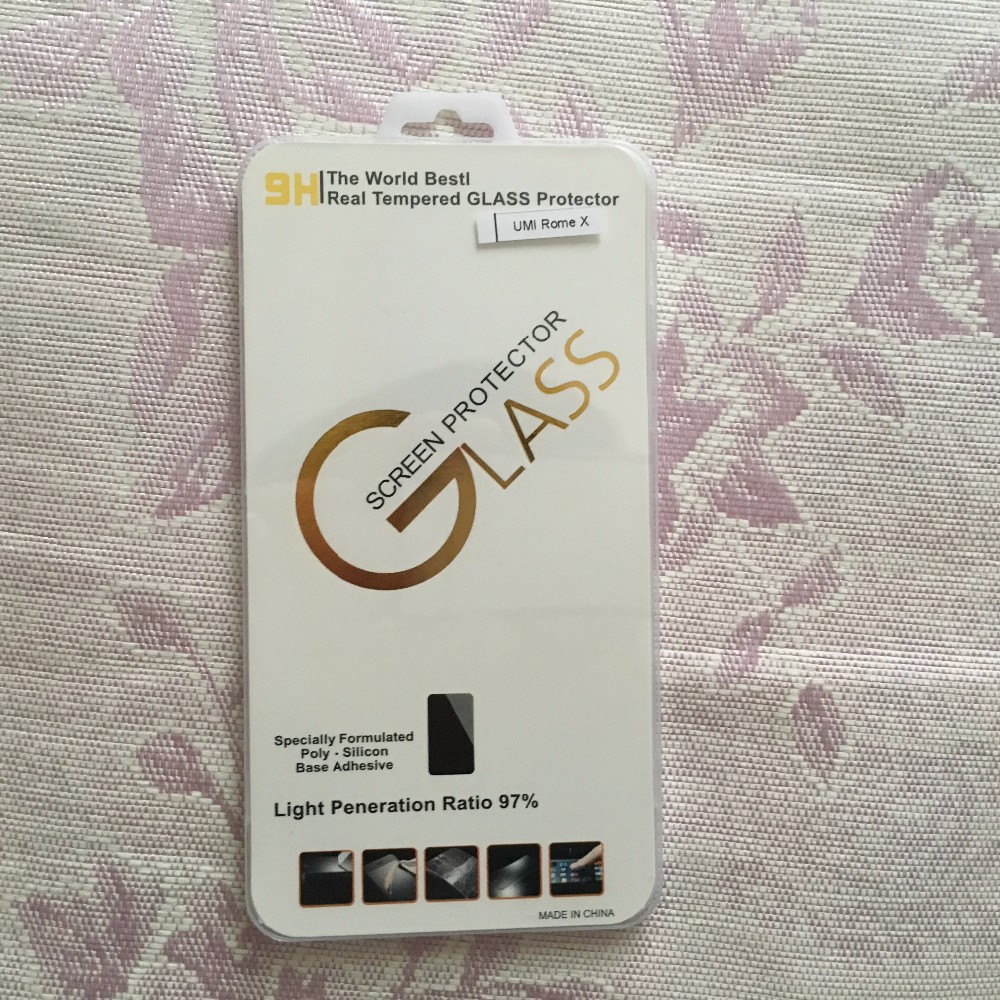 9H
The World Bestl
Real Tempered GLASS Protector
UMI Rome X
SCREEN PROTECTOR
GLASS
Specially Formulated
Poly - Silicon
Base Adhesive
Light Peneration Ratio 97%
MADE IN CHINA